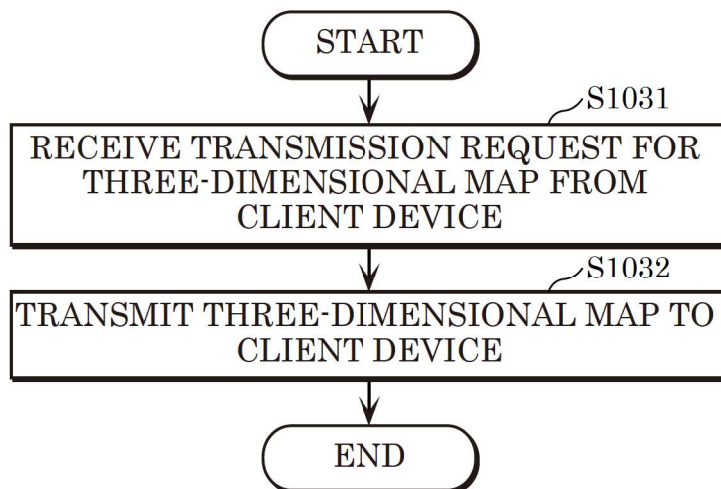 START
S1031
RECEIVE TRANSMISSION REQUEST FOR
THREE-DIMENSIONAL MAP FROM
CLIENT DEVICE
S1032
TRANSMIT THREE-DIMENSIONAL MAP TO
CLIENT DEVICE
END